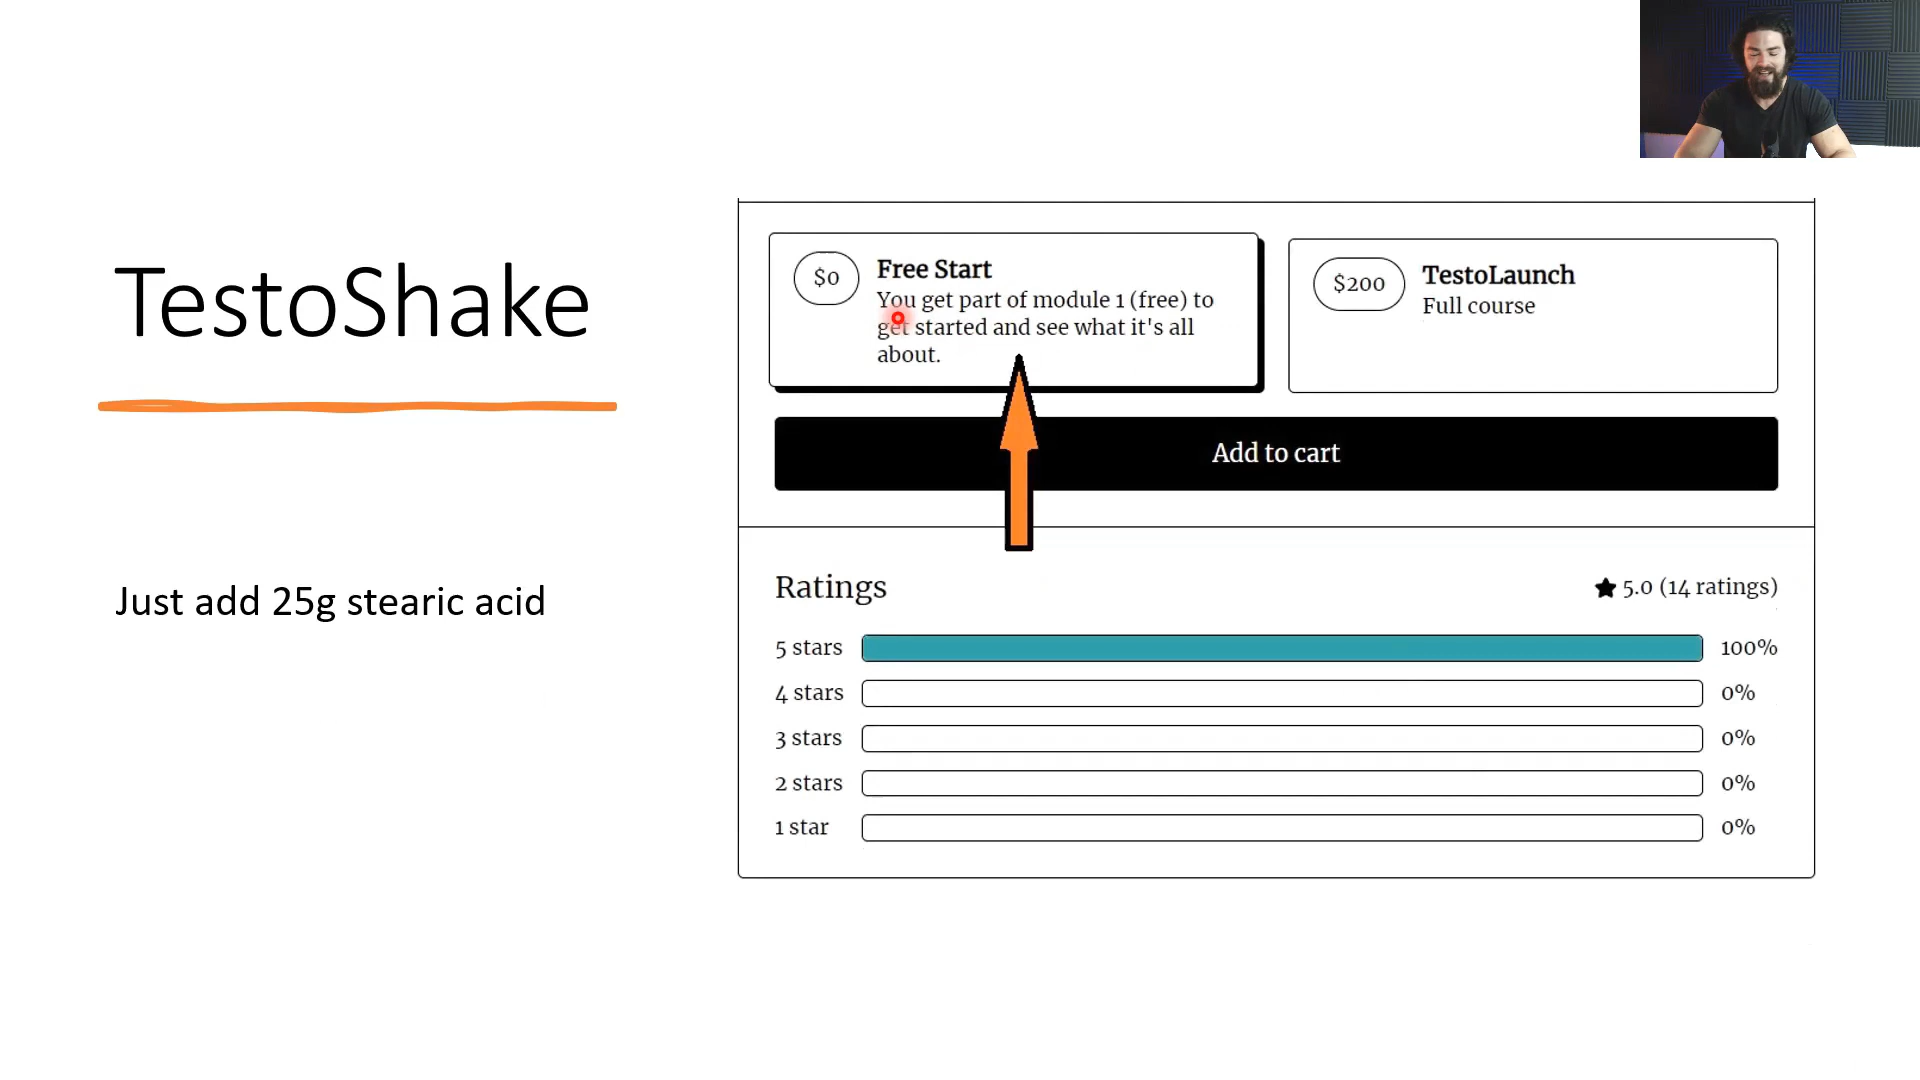 TestoShake
Just add 25g stearic acid
$0
Free Start
You get part of module 1 (free) to
get started and see what it's all
about.
$200
TestoLaunch
Full course
Add to cart
Ratings
5.0 (14 ratings)
5 stars 100%
4 stars 0%
3 stars 0%
2 stars 0%
1 star 0%